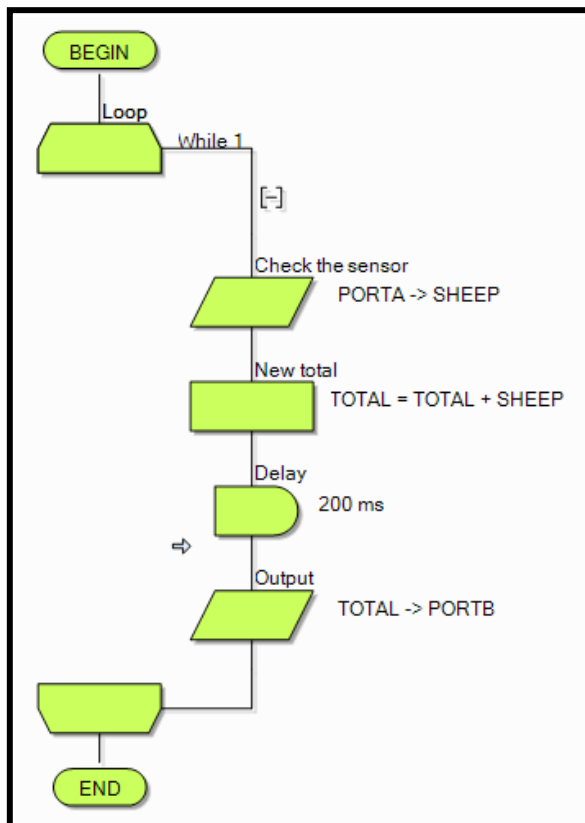 BEGIN
Loop
While 1
[-]
Check the sensor
PORTA -> SHEEP
New total
TOTAL = TOTAL + SHEEP
Delay
200 ms
Output
TOTAL -> PORTB
END